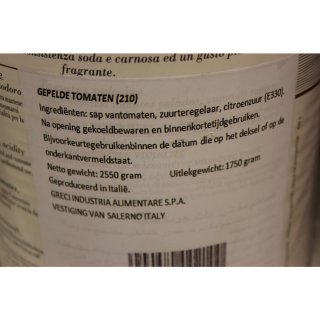 consistenza soda e carnosa ed un gusto
fragrante.
GEPELDE TOMATEN (210)
Ingrediënten: sap vantomaten, zuurteregelaar, citroenzuur (E330).
Na opening gekoeldbewaren en binnenkortetijdgebruiken.
Bijvoorkeurtegebruikenbinnen de datum die op het deksel of op de
onderkantvermeldstaat.
Netto gewicht: 2550 gram Uitlekgewicht: 1750 gram
Geproduceerd in Italië.
GRECI INDUSTRIA ALIMENTARE S.P.A.
VESTIGING VAN SALERNO ITALY